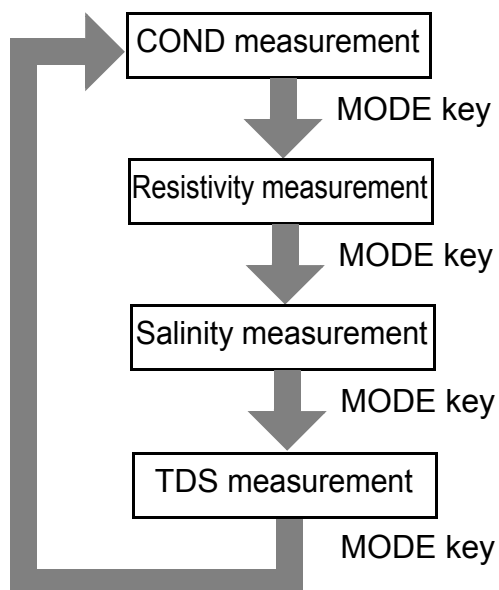 COND measurement
MODE key
Resistivity measurement
MODE key
Salinity measurement
MODE key
TDS measurement
MODE key